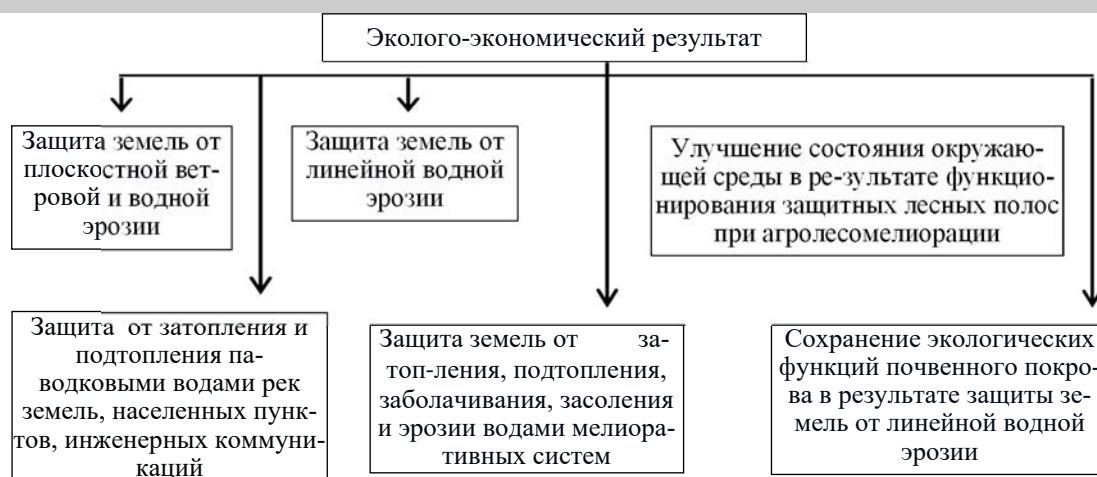 Эколого-экономический результат
Защита земель от
плоскостной вет-
ровой и водной
эрозии
Защита земель от
линейной водной
эрозии
Улучшение состояния окружаю-
щей среды в ре-зультате функцио-
нирования защитных лесных полос
при агролесомелиорации
Защита от затопления и
подтопления па-
водковыми водами рек
земель, населенных пунк-
тов, инженерных коммуни-
каций
Защита земель от за-
топ-ления, подтопления,
заболачивания, засоления
и эрозии водами мелиора-
тивных систем
Сохранение экологических
функций почвенного покро-
ва в результате защиты зе-
мель от линейной водной
эрозии